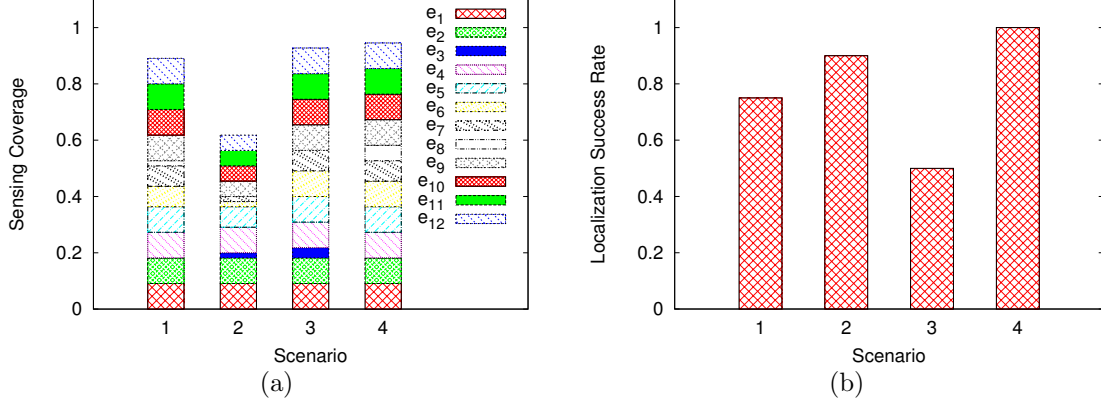 Sensing Coverage
1
0.8
0.6
0.4
0.2
0
1 2 3 4
Scenario
e1
e2
e3
e4
e5
e6
e7
e8
e9
e10
e11
e12
(a)
Localization Success Rate
1
0.8
0.6
0.4
0.2
0
1 2 3 4
Scenario
(b)